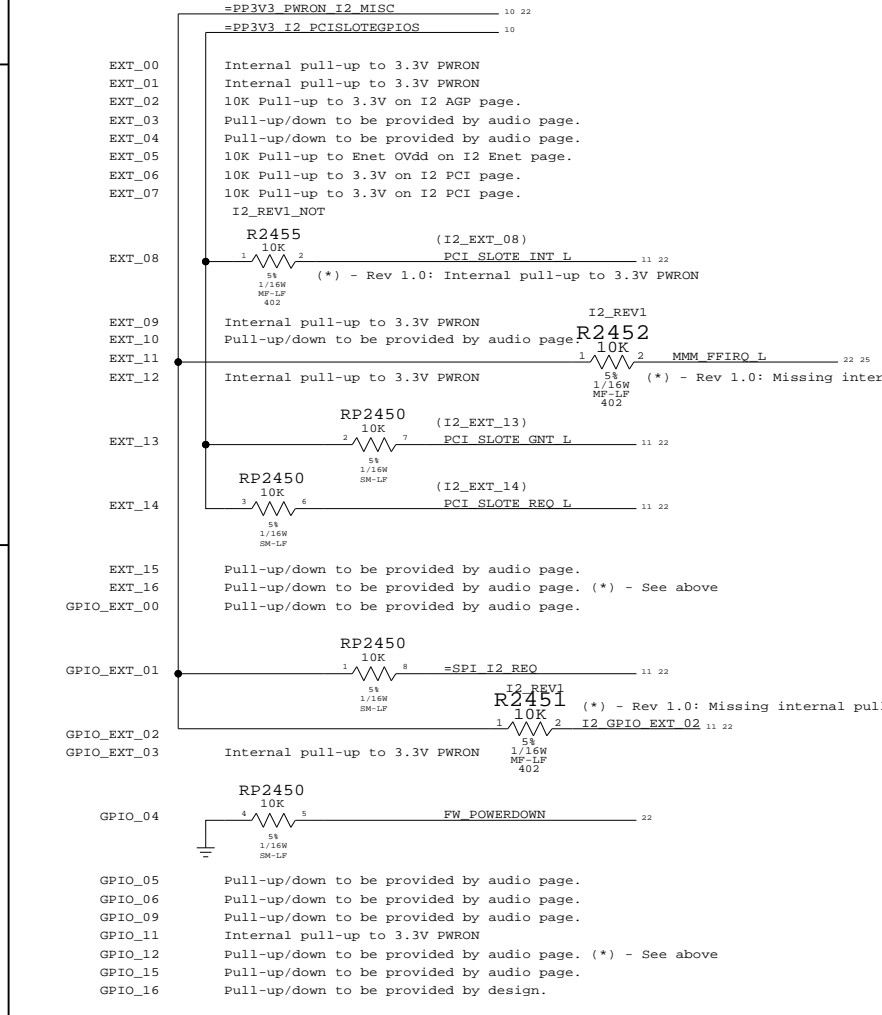 =PP3V3_PWRON_I2_MISC 10 22
=PP3V3_I2_PCISLOTEGPIOS 10
EXT_00 Internal pull-up to 3.3V PWRON
EXT_01 Internal pull-up to 3.3V PWRON
EXT_02 10K Pull-up to 3.3V on I2 AGP page.
EXT_03 Pull-up/down to be provided by audio page.
EXT_04 Pull-up/down to be provided by audio page.
EXT_05 10K Pull-up to Enet OVdd on I2 Enet page.
EXT_06 10K Pull-up to 3.3V on I2 PCI page.
EXT_07 10K Pull-up to 3.3V on I2 PCI page.
I2_REV1_NOT
R2455
10K
(I2_EXT_08)
EXT_08 1 2 PCI_SLOTE_INT_L 11 22
5%
1/16W
MF-LF
402
(*) - Rev 1.0: Internal pull-up to 3.3V PWRON
EXT_09 Internal pull-up to 3.3V PWRON
EXT_10 Pull-up/down to be provided by audio page.
I2_REV1
R2452
10K
EXT_11 1 2 MMM_FFIRQ_L 22 25
EXT_12 Internal pull-up to 3.3V PWRON
5%
1/16W
MF-LF
402
(*) - Rev 1.0: Missing inter
RP2450
10K
(I2_EXT_13)
EXT_13 2 7 PCI_SLOTE_GNT_L 11 22
5%
1/16W
SM-LF
RP2450
10K
(I2_EXT_14)
EXT_14 3 6 PCI_SLOTE_REQ_L 11 22
5%
1/16W
SM-LF
EXT_15 Pull-up/down to be provided by audio page.
EXT_16 Pull-up/down to be provided by audio page. (*) - See above
GPIO_EXT_00 Pull-up/down to be provided by audio page.
RP2450
10K
GPIO_EXT_01 1 8 =SPI_I2_REQ 11 22
5%
1/16W
SM-LF
I2_REV1
R2451
10K
(*) - Rev 1.0: Missing internal pul
GPIO_EXT_02 1 2 I2_GPIO_EXT_02 11 22
5%
1/16W
MF-LF
402
GPIO_EXT_03 Internal pull-up to 3.3V PWRON
RP2450
10K
GPIO_04 4 5 FW_POWERDOWN 22
5%
1/16W
SM-LF
GPIO_05 Pull-up/down to be provided by audio page.
GPIO_06 Pull-up/down to be provided by audio page.
GPIO_09 Pull-up/down to be provided by audio page.
GPIO_11 Internal pull-up to 3.3V PWRON
GPIO_12 Pull-up/down to be provided by audio page. (*) - See above
GPIO_15 Pull-up/down to be provided by audio page.
GPIO_16 Pull-up/down to be provided by design.